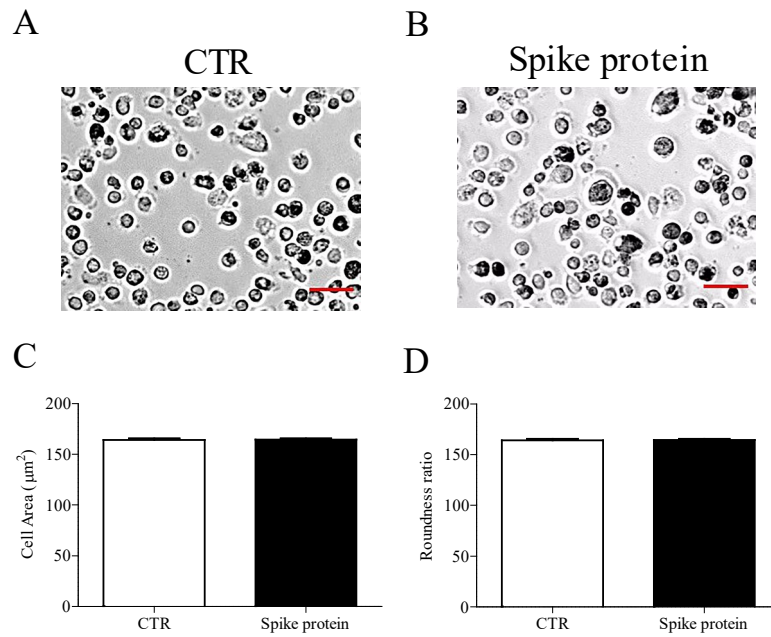 A
B
CTR
Spike protein
C
D
200
150
100
50
0
Cell Area ( μm²)
CTR
Spike protein
200
150
100
50
0
Roundness ratio
CTR
Spike protein